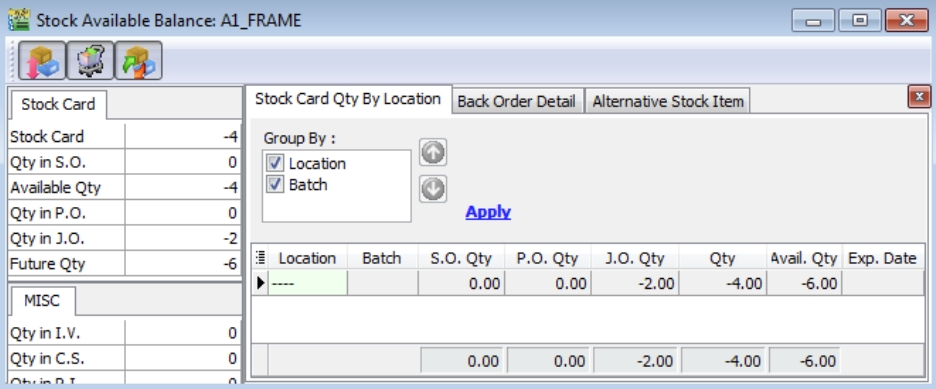 Stock Available Balance: A1_FRAME
Stock Card
Stock Card -4
Qty in S.O. 0
Available Qty -4
Qty in P.O. 0
Qty in J.O. -2
Future Qty -6
MISC
Qty in I.V. 0
Qty in C.S. 0
Stock Card Qty By Location Back Order Detail Alternative Stock Item
Group By :
Location
Batch
Apply
Location Batch S.O. Qty P.O. Qty J.O. Qty Qty Avail. Qty Exp. Date
---- 0.00 0.00 -2.00 -4.00 -6.00
0.00 0.00 -2.00 -4.00 -6.00